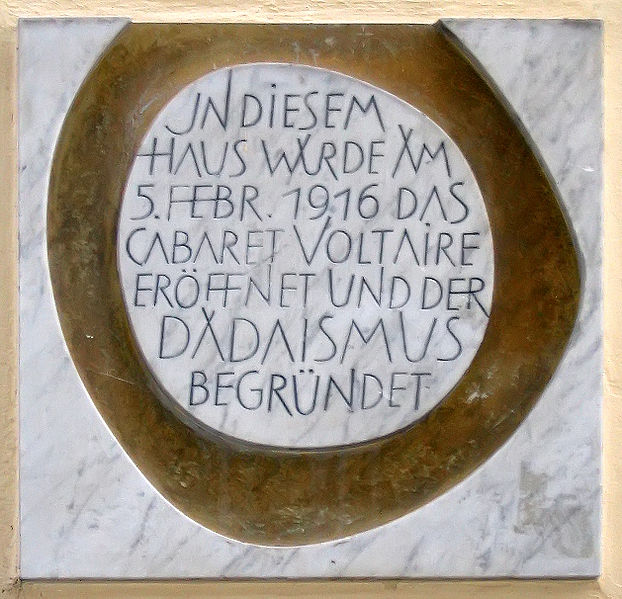 IN DIESEM
HAUS WURDE AM
5. FEBR. 1916 DAS
CABARET VOLTAIRE
ERÖFFNET UND DER
DADAISMUS
BEGRÜNDET